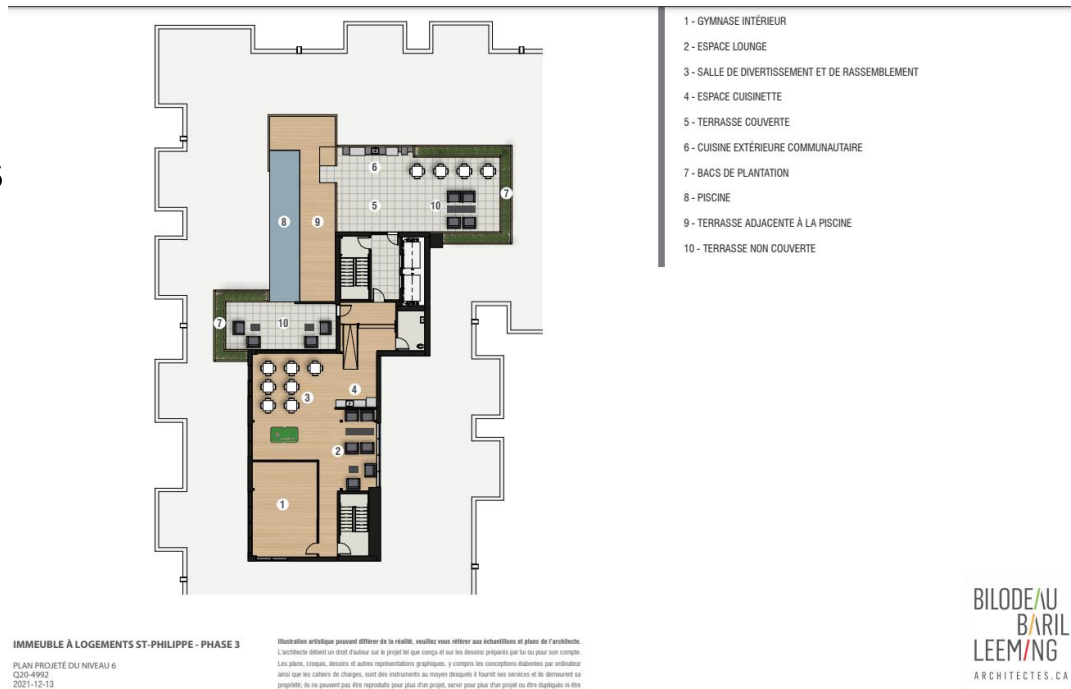 1 - GYMNASE INTÉRIEUR
2 - ESPACE LOUNGE
3 - SALLE DE DIVERTISSEMENT ET DE RASSEMBLEMENT
4 - ESPACE CUISINETTE
5 - TERRASSE COUVERTE
6 - CUISINE EXTÉRIEURE COMMUNAUTAIRE
7 - BACS DE PLANTATION
8 - PISCINE
9 - TERRASSE ADJACENTE À LA PISCINE
10 - TERRASSE NON COUVERTE
6
5
10
7
8
9
7
10
3
4
2
1
IMMEUBLE À LOGEMENTS ST-PHILIPPE - PHASE 3
PLAN PROJETÉ DU NIVEAU 6
Q20-4992
2021-12-13
Illustration artistique pouvant différer de la réalité, veuillez vous référer aux échantillons et plans de l'architecte.
L'architecte détient un droit d'auteur sur le projet tel que conçu et sur les dessins préparés par lui ou pour son compte.
Les plans, croquis, dessins et autres représentations graphiques, y compris les conceptions élaborées par ordinateur
ainsi que les cahiers de charges, sont des instruments au moyen desquels il fournit ses services et ils demeurent sa
propriété; ils ne peuvent pas être reproduits pour plus d'un projet, servir pour plus d'un projet ou être dupliqués ni être
BILODEAU
BARIL
LEEMING
ARCHITECTES.CA